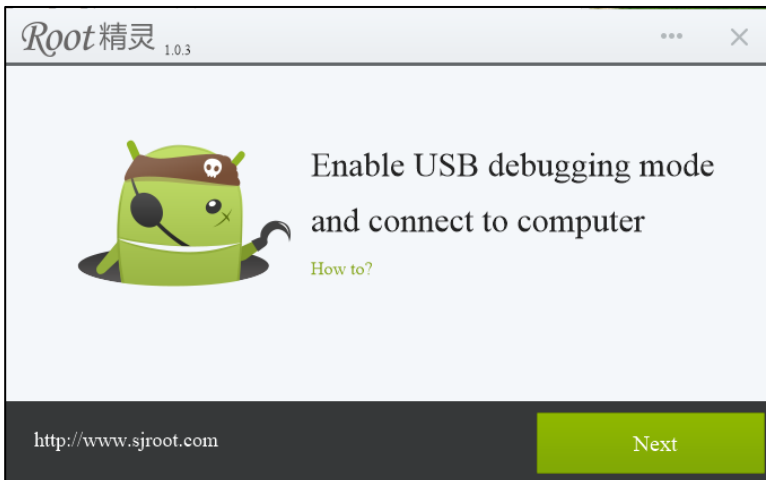 Root精灵 1.0.3
Enable USB debugging mode
and connect to computer
How to?
http://www.sjroot.com
Next